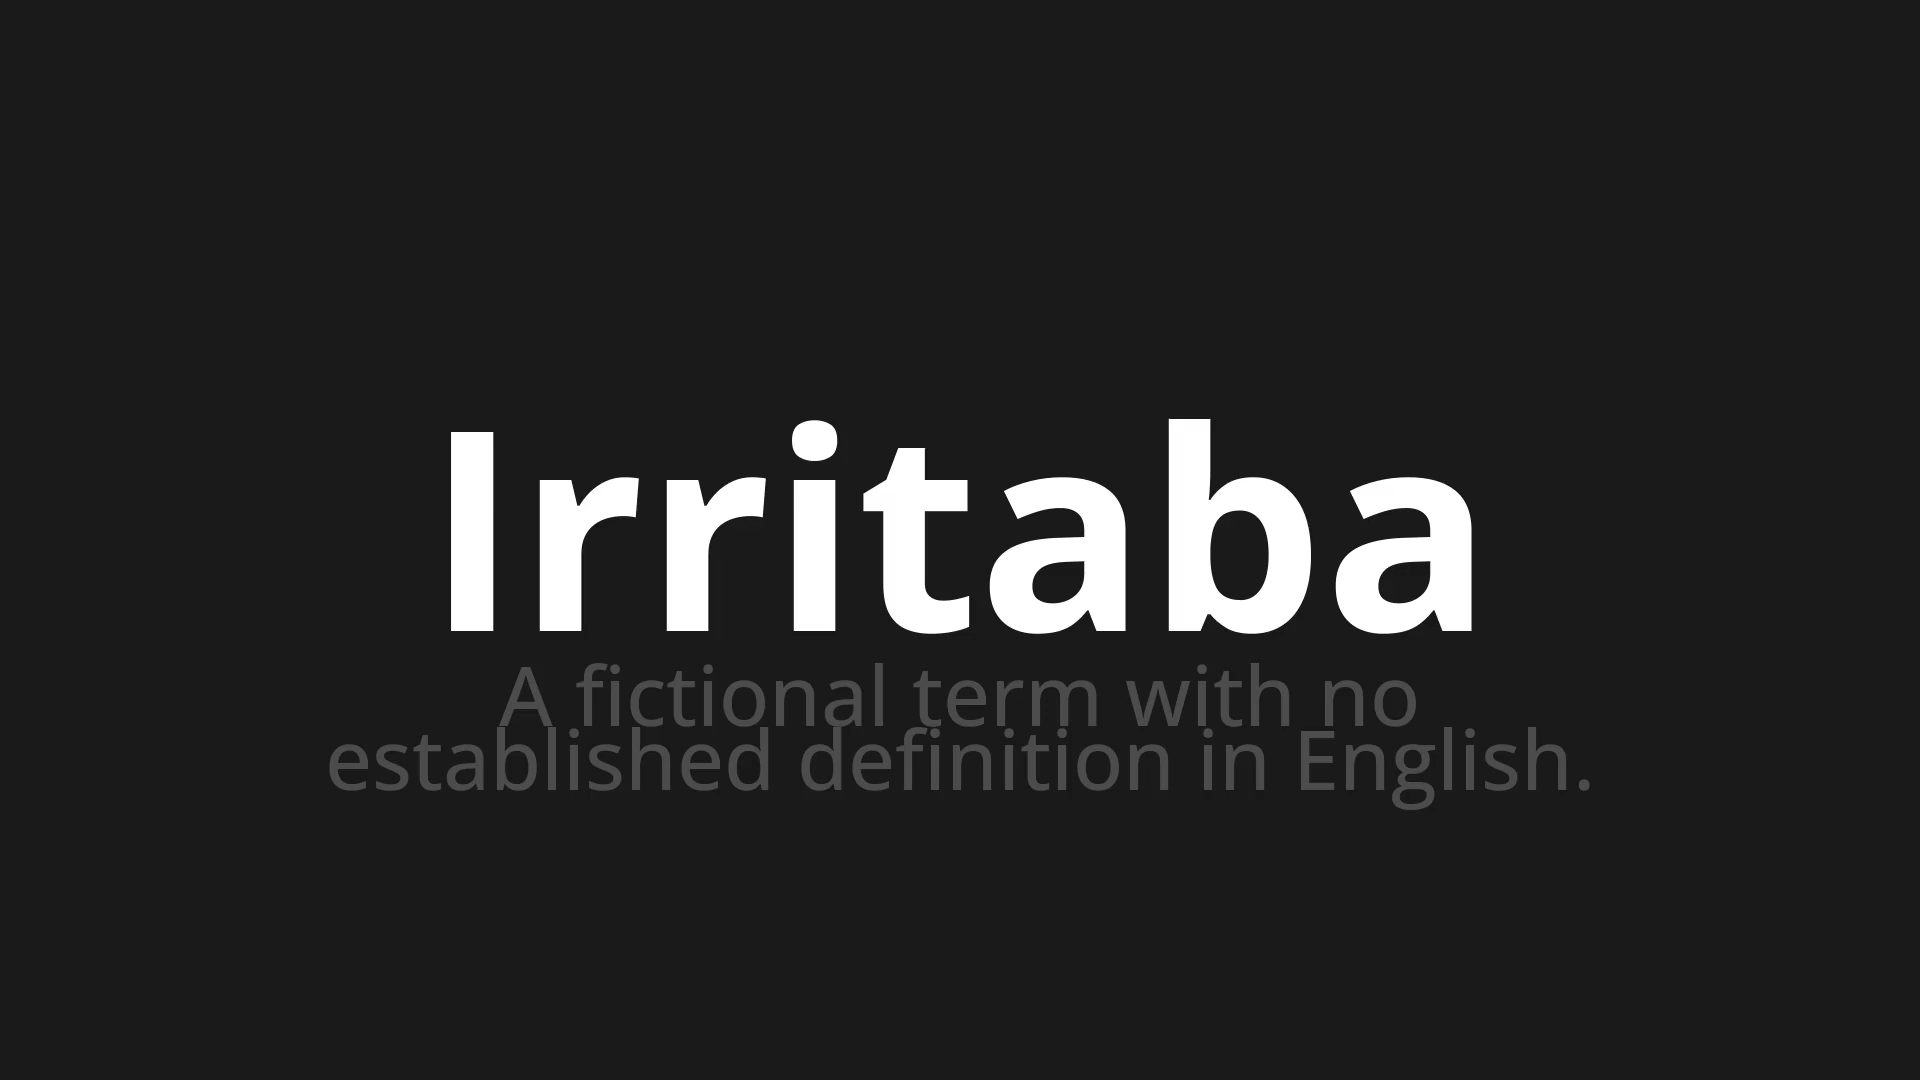 Irritaba
A fictional term with no
established definition in English.